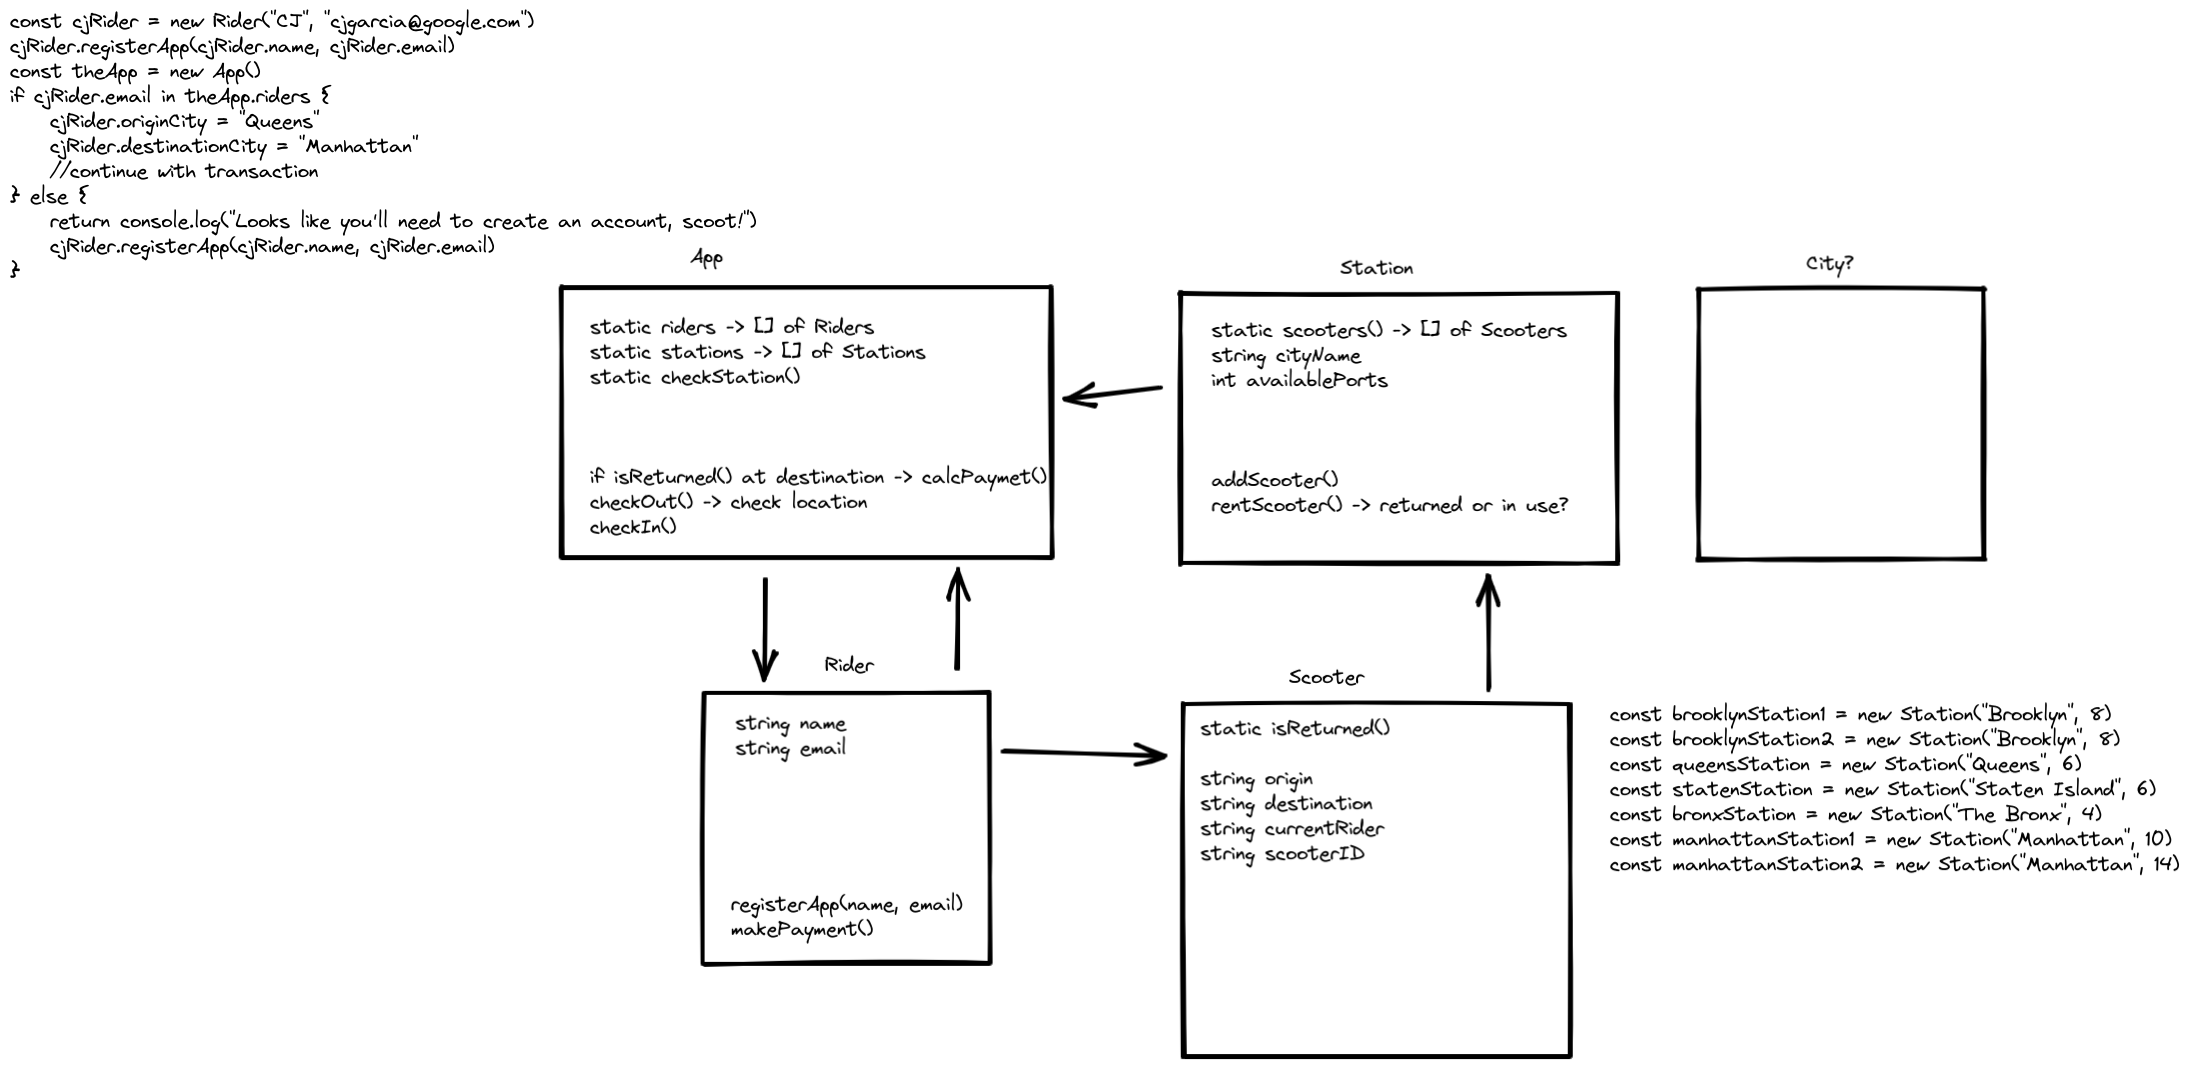 const cjRider = new Rider("CJ", "cjgarcia@google.com")
cjRider.registerApp(cjRider.name, cjRider.email)
const theApp = new App()
if cjRider.email in theApp.riders {
cjRider.originCity = "Queens"
cjRider.destinationCity = "Manhattan"
//continue with transaction
} else {
return console.log("Looks like you'll need to create an account, scoot!")
cjRider.registerApp(cjRider.name, cjRider.email)
}
App
static riders -> [] of Riders
static stations -> [] of Stations
static checkStation()
if isReturned() at destination -> calcPaymet()
checkOut() -> check location
checkIn()
Station
static scooters() -> [] of Scooters
string cityName
int availablePorts
addScooter()
rentScooter() -> returned or in use?
City?
Rider
string name
string email
registerApp(name, email)
makePayment()
Scooter
static isReturned()
string origin
string destination
string currentRider
string scooterID
const brooklynStation1 = new Station("Brooklyn", 8)
const brooklynStation2 = new Station("Brooklyn", 8)
const queensStation = new Station("Queens", 6)
const statenStation = new Station("Staten Island", 6)
const bronxStation = new Station("The Bronx", 4)
const manhattanStation1 = new Station("Manhattan", 10)
const manhattanStation2 = new Station("Manhattan", 14)